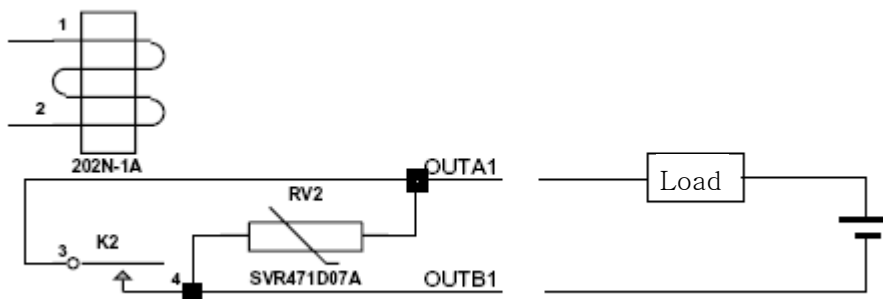 1
2
202N-1A
OUTA1
RV2
Load
K2
3
4
SVR471D07A
OUTB1